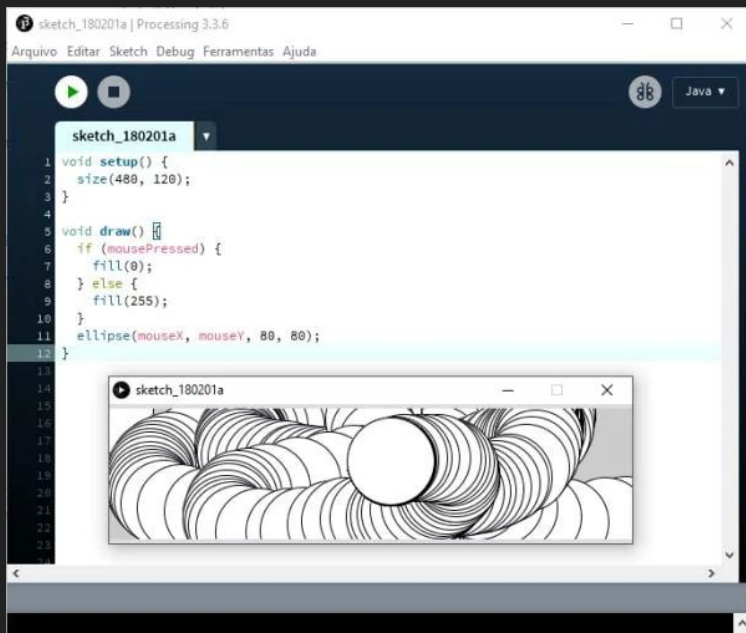 sketch_180201a | Processing 3.3.6
Arquivo Editar Sketch Debug Ferramentas Ajuda
Java
sketch_180201a
1 void setup() {
2 size(480, 120);
3 }
4
5 void draw() {
6 if (mousePressed) {
7 fill(0);
8 } else {
9 fill(255);
10 }
11 ellipse(mouseX, mouseY, 80, 80);
12 }
13
14
15
16
17
18
19
20
21
22
23
sketch_180201a